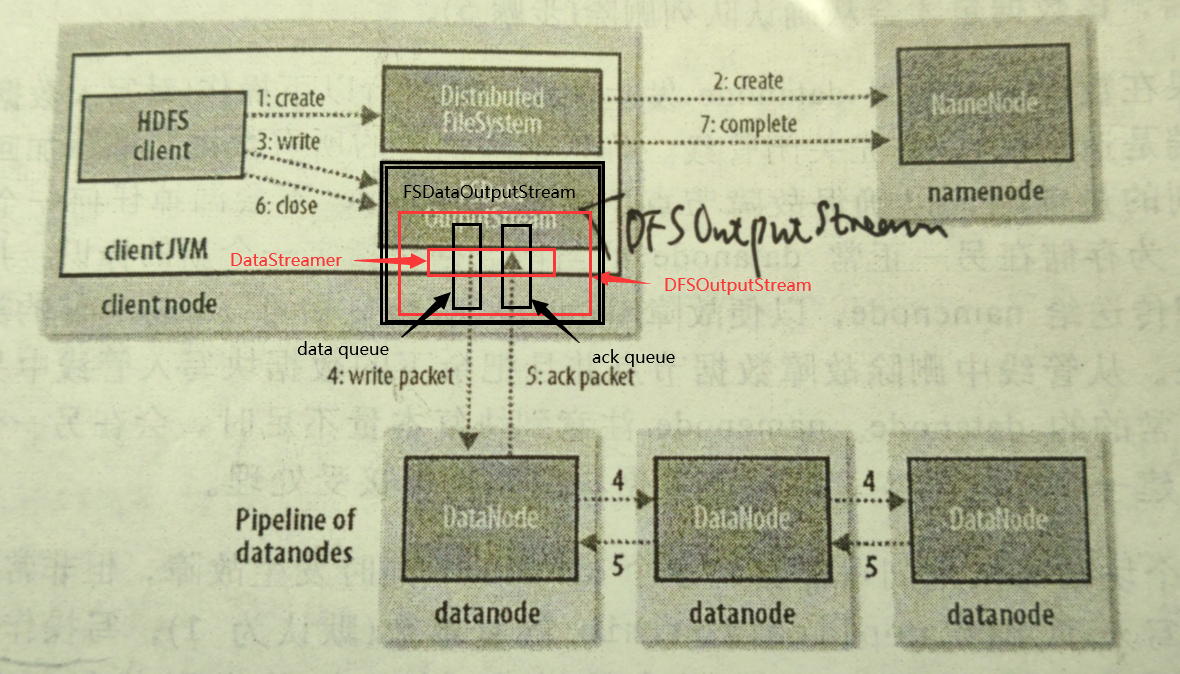 1: create
HDFS
client
3: write
6: close
clientJVM
client node
Distributed
FileSystem
2: create
7: complete
NameNode
namenode
FSDataOutputStream
OutputStream
DFSOutputStream
DataStreamer
DFSOutputStream
data queue
ack queue
4: write packet
5: ack packet
Pipeline of
datanodes
DataNode
4
5
DataNode
4
5
DataNode
datanode
datanode
datanode